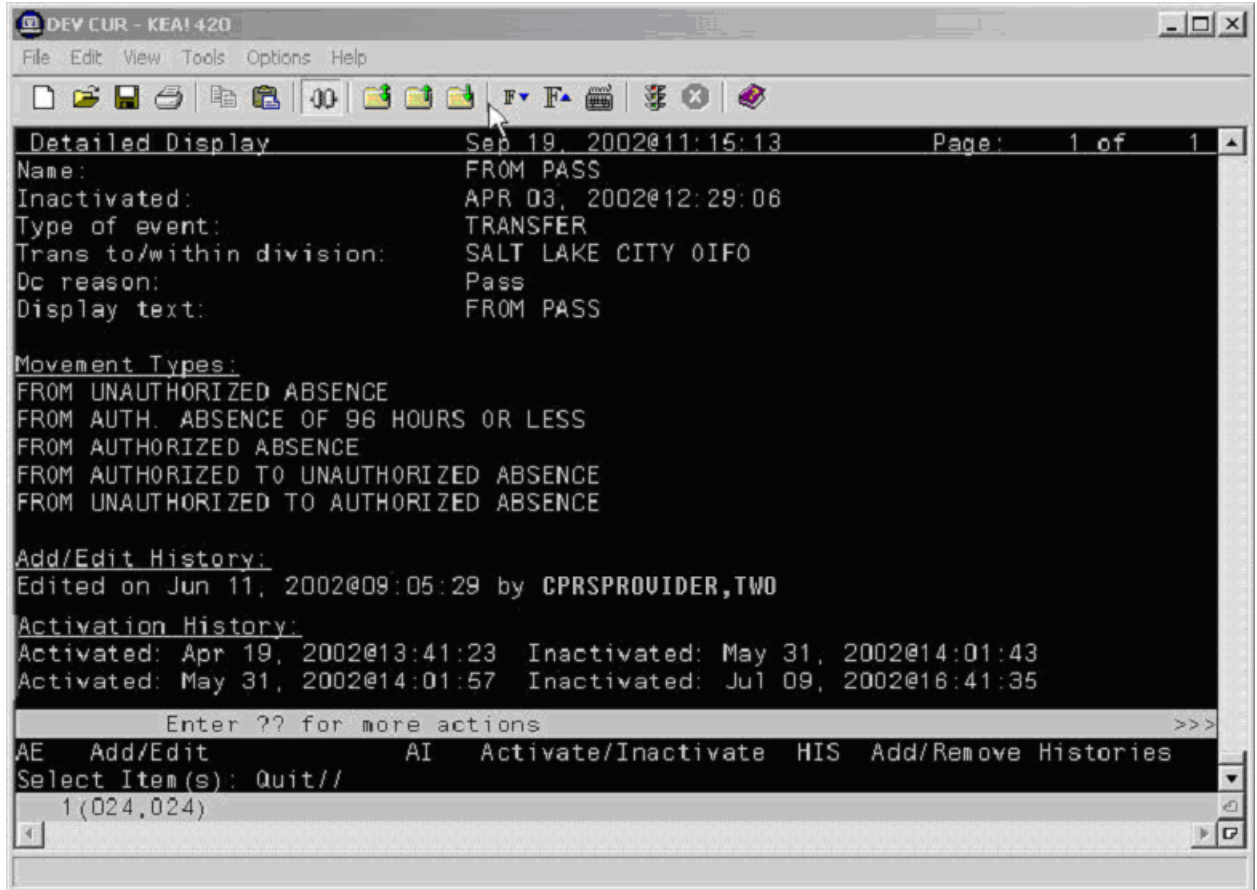 DEV CUR - KEA! 420
File Edit View Tools Options Help
Detailed Display Sep 19, 2002@11:15:13 Page: 1 of 1
Name: FROM PASS
Inactivated: APR 03, 2002@12:29:06
Type of event: TRANSFER
Trans to/within division: SALT LAKE CITY OIFO
Dc reason: Pass
Display text: FROM PASS
Movement Types:
FROM UNAUTHORIZED ABSENCE
FROM AUTH. ABSENCE OF 96 HOURS OR LESS
FROM AUTHORIZED ABSENCE
FROM AUTHORIZED TO UNAUTHORIZED ABSENCE
FROM UNAUTHORIZED TO AUTHORIZED ABSENCE
Add/Edit History:
Edited on Jun 11, 2002@09:05:29 by CPRSPROVIDER,TWO
Activation History:
Activated: Apr 19, 2002@13:41:23 Inactivated: May 31, 2002@14:01:43
Activated: May 31, 2002@14:01:57 Inactivated: Jul 09, 2002@16:41:35
Enter ?? for more actions >>>
AE Add/Edit AI Activate/Inactivate HIS Add/Remove Histories
Select Item(s): Quit//
1(024,024)